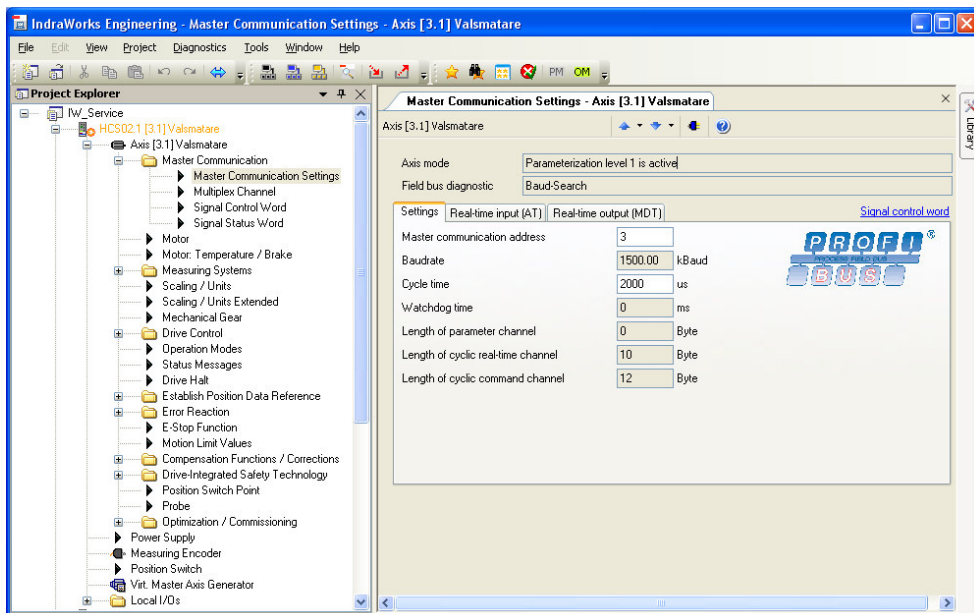 IndraWorks Engineering - Master Communication Settings - Axis [3.1] Valsmatare
File Edit View Project Diagnostics Tools Window Help
PM OM
Project Explorer
IW_Service
HCS02.1 [3.1] Valsmatare
Axis [3.1] Valsmatare
Master Communication
Master Communication Settings
Multiplex Channel
Signal Control Word
Signal Status Word
Motor
Motor: Temperature / Brake
Measuring Systems
Scaling / Units
Scaling / Units Extended
Mechanical Gear
Drive Control
Operation Modes
Status Messages
Drive Halt
Establish Position Data Reference
Error Reaction
E-Stop Function
Motion Limit Values
Compensation Functions / Corrections
Drive-Integrated Safety Technology
Position Switch Point
Probe
Optimization / Commissioning
Power Supply
Measuring Encoder
Position Switch
Virt. Master Axis Generator
Local I/Os
Master Communication Settings - Axis [3.1] Valsmatare
Axis [3.1] Valsmatare
Axis mode Parameterization level 1 is active
Field bus diagnostic Baud-Search
Settings Real-time input (AT) Real-time output (MDT) Signal control word
Master communication address 3
Baudrate 1500.00 kBaud
Cycle time 2000 us
Watchdog time 0 ms
Length of parameter channel 0 Byte
Length of cyclic real-time channel 10 Byte
Length of cyclic command channel 12 Byte
PROFI ®
PROCESS FIELD BUS
BUS
Library